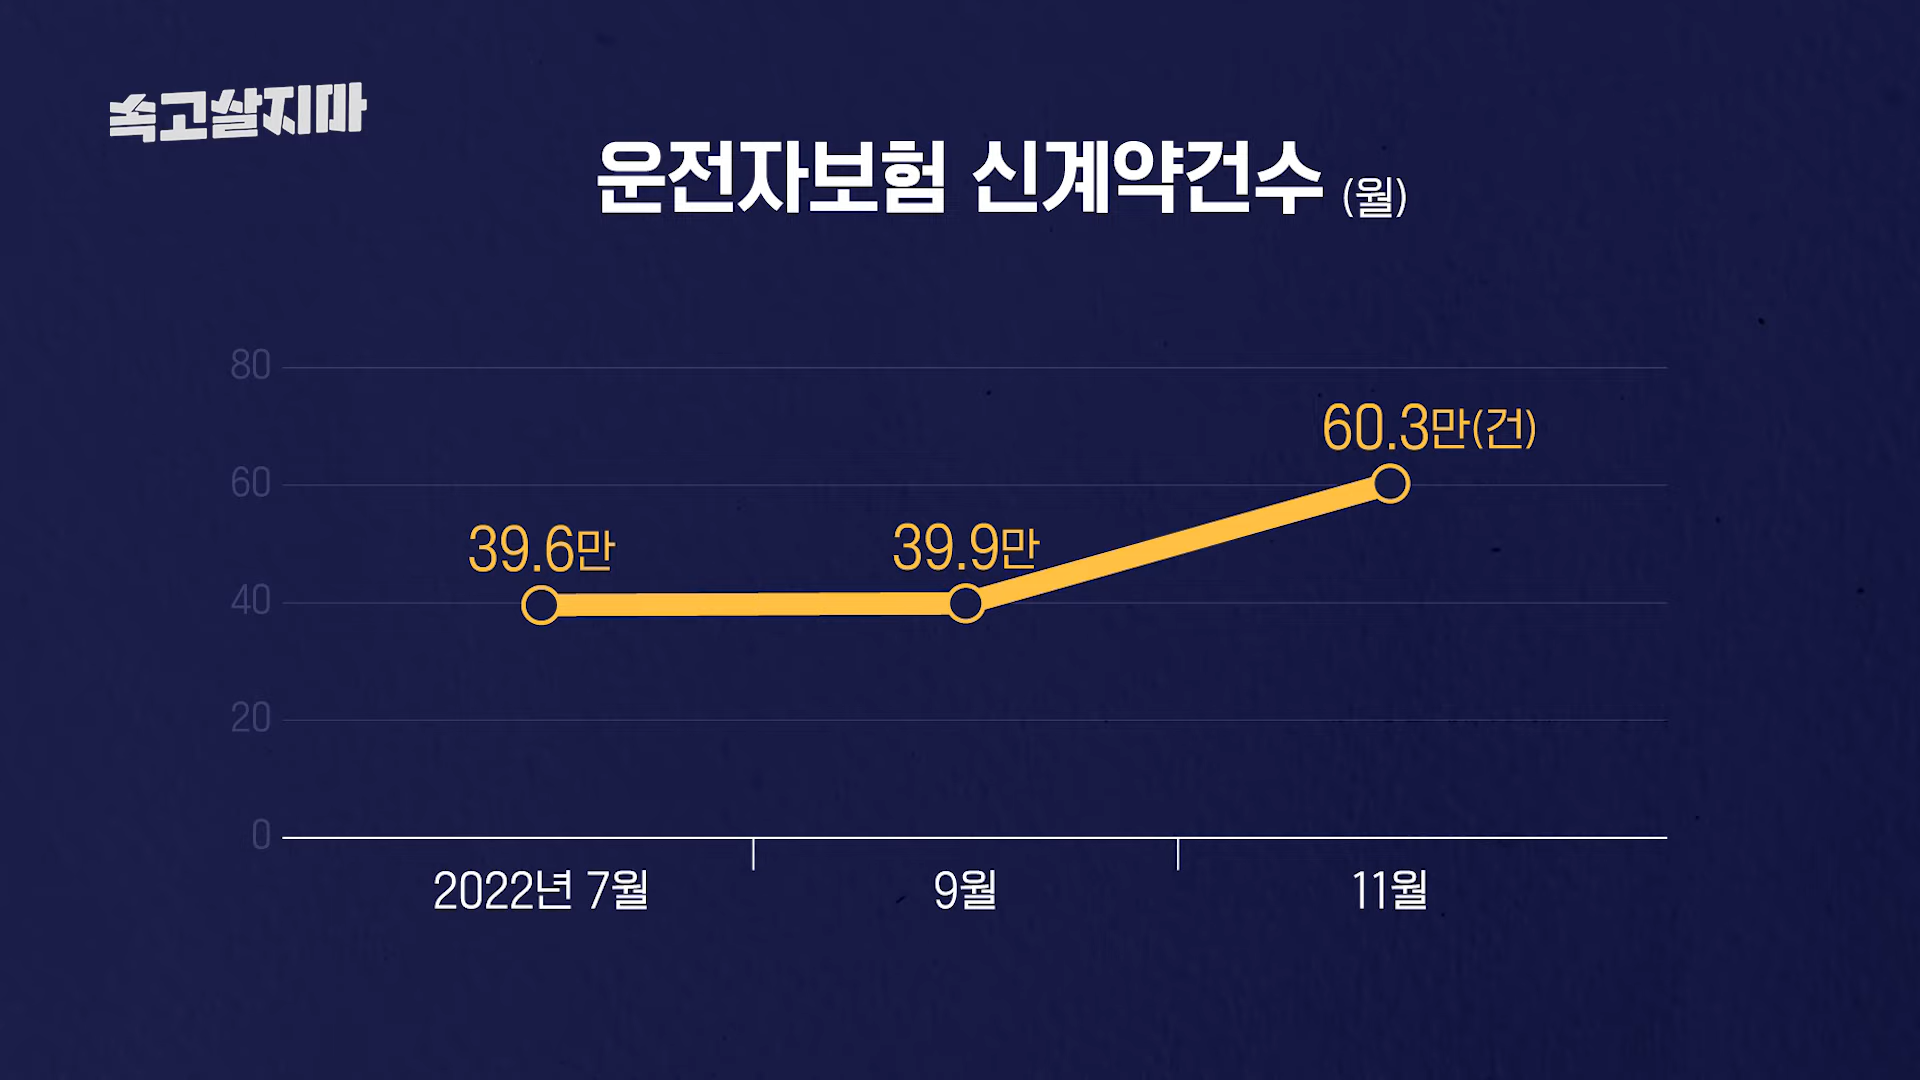 속고살지마
운전자보험 신계약건수 (월)
80
60.3만(건)
60
39.6만
39.9만
40
20
0
2022년 7월
9월
11월